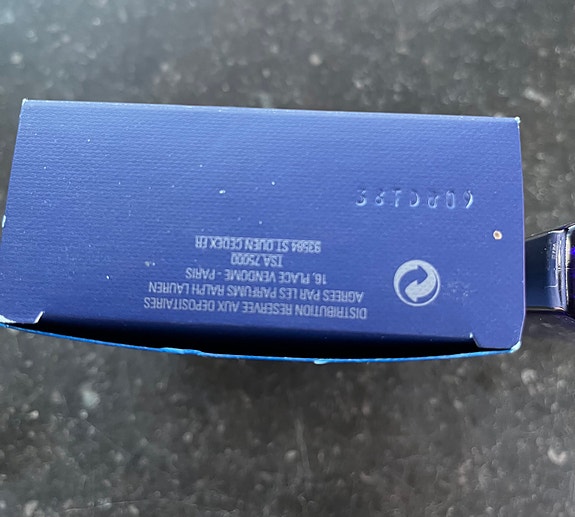 DISTRIBUTION RESERVEE AUX DEPOSITAIRES
AGREES PAR LES PARFUMS RALPH LAUREN
16, PLACE VENDOME - PARIS
TSA 75000
93584 ST OUEN CEDEX FR